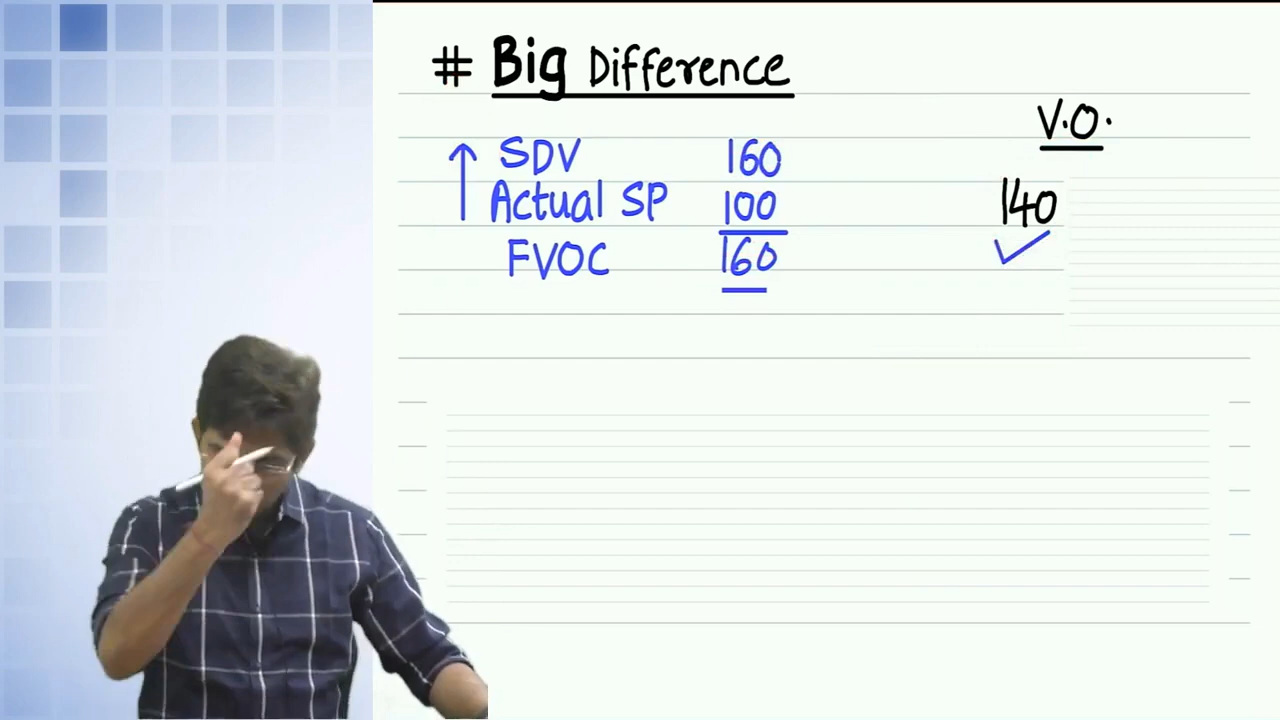 # Big Difference
V.O.
SDV 160
Actual SP 100 140
FVOC 160